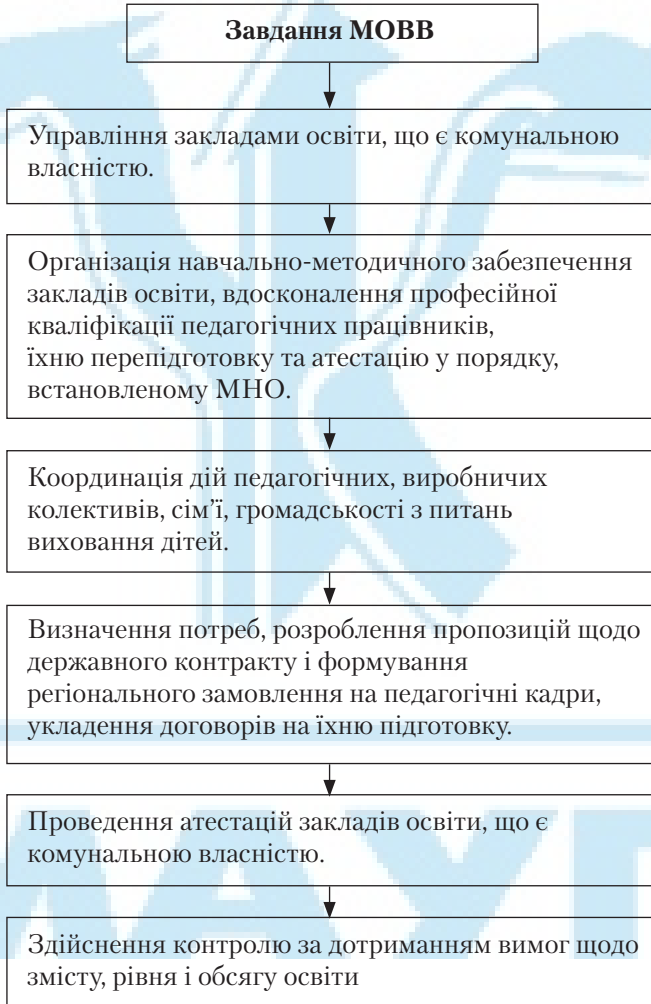 Завдання МОВВ
Управління закладами освіти, що є комунальною
власністю.
Організація навчально-методичного забезпечення
закладів освіти, вдосконалення професійної
кваліфікації педагогічних працівників,
їхню перепідготовку та атестацію у порядку,
встановленому МНО.
Координація дій педагогічних, виробничих
колективів, сім’ї, громадськості з питань
виховання дітей.
Визначення потреб, розроблення пропозицій щодо
державного контракту і формування
регіонального замовлення на педагогічні кадри,
укладення договорів на їхню підготовку.
Проведення атестацій закладів освіти, що є
комунальною власністю.
Здійснення контролю за дотриманням вимог щодо
змісту, рівня і обсягу освіти